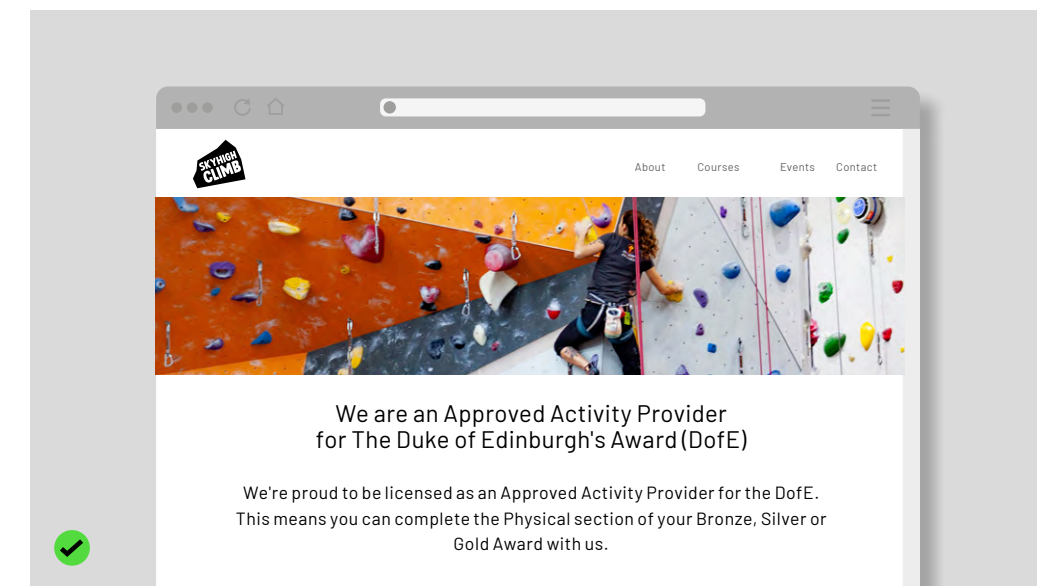 SKYHIGH
CLIMB
About Courses Events Contact
We are an Approved Activity Provider
for The Duke of Edinburgh's Award (DofE)
We're proud to be licensed as an Approved Activity Provider for the DofE.
This means you can complete the Physical section of your Bronze, Silver or
Gold Award with us.